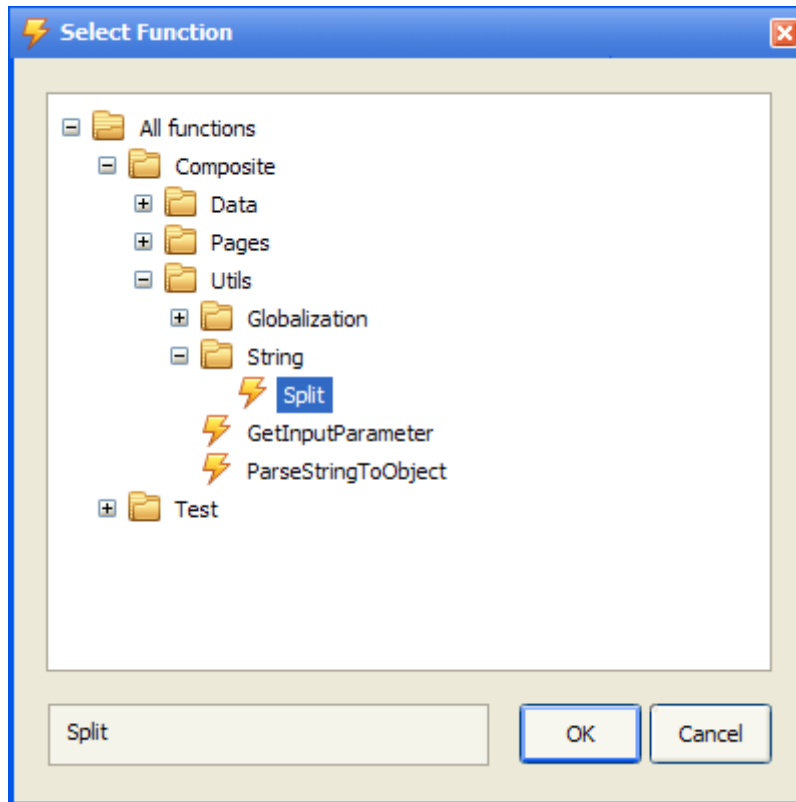 Select Function
All functions
Composite
Data
Pages
Utils
Globalization
String
Split
GetInputParameter
ParseStringToObject
Test
Split
OK
Cancel